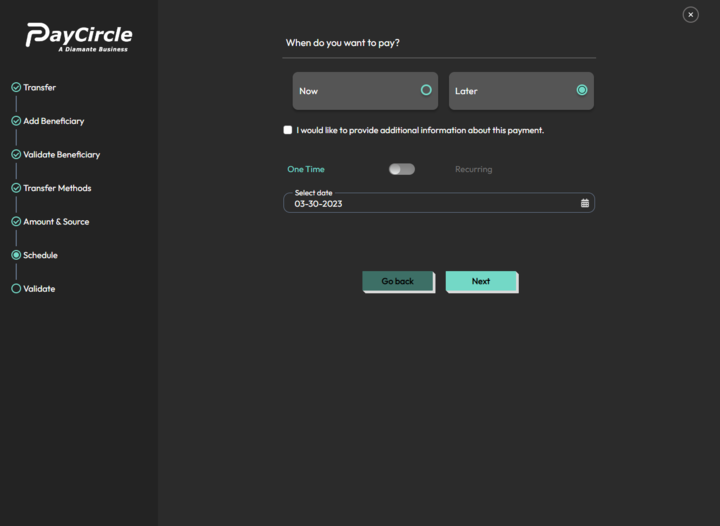 PayCircle
A Diamante Business
Transfer
Add Beneficiary
Validate Beneficiary
Transfer Methods
Amount & Source
Schedule
Validate
When do you want to pay?
Now
Later
I would like to provide additional information about this payment.
One Time
Recurring
Select date
03-30-2023
Go back
Next